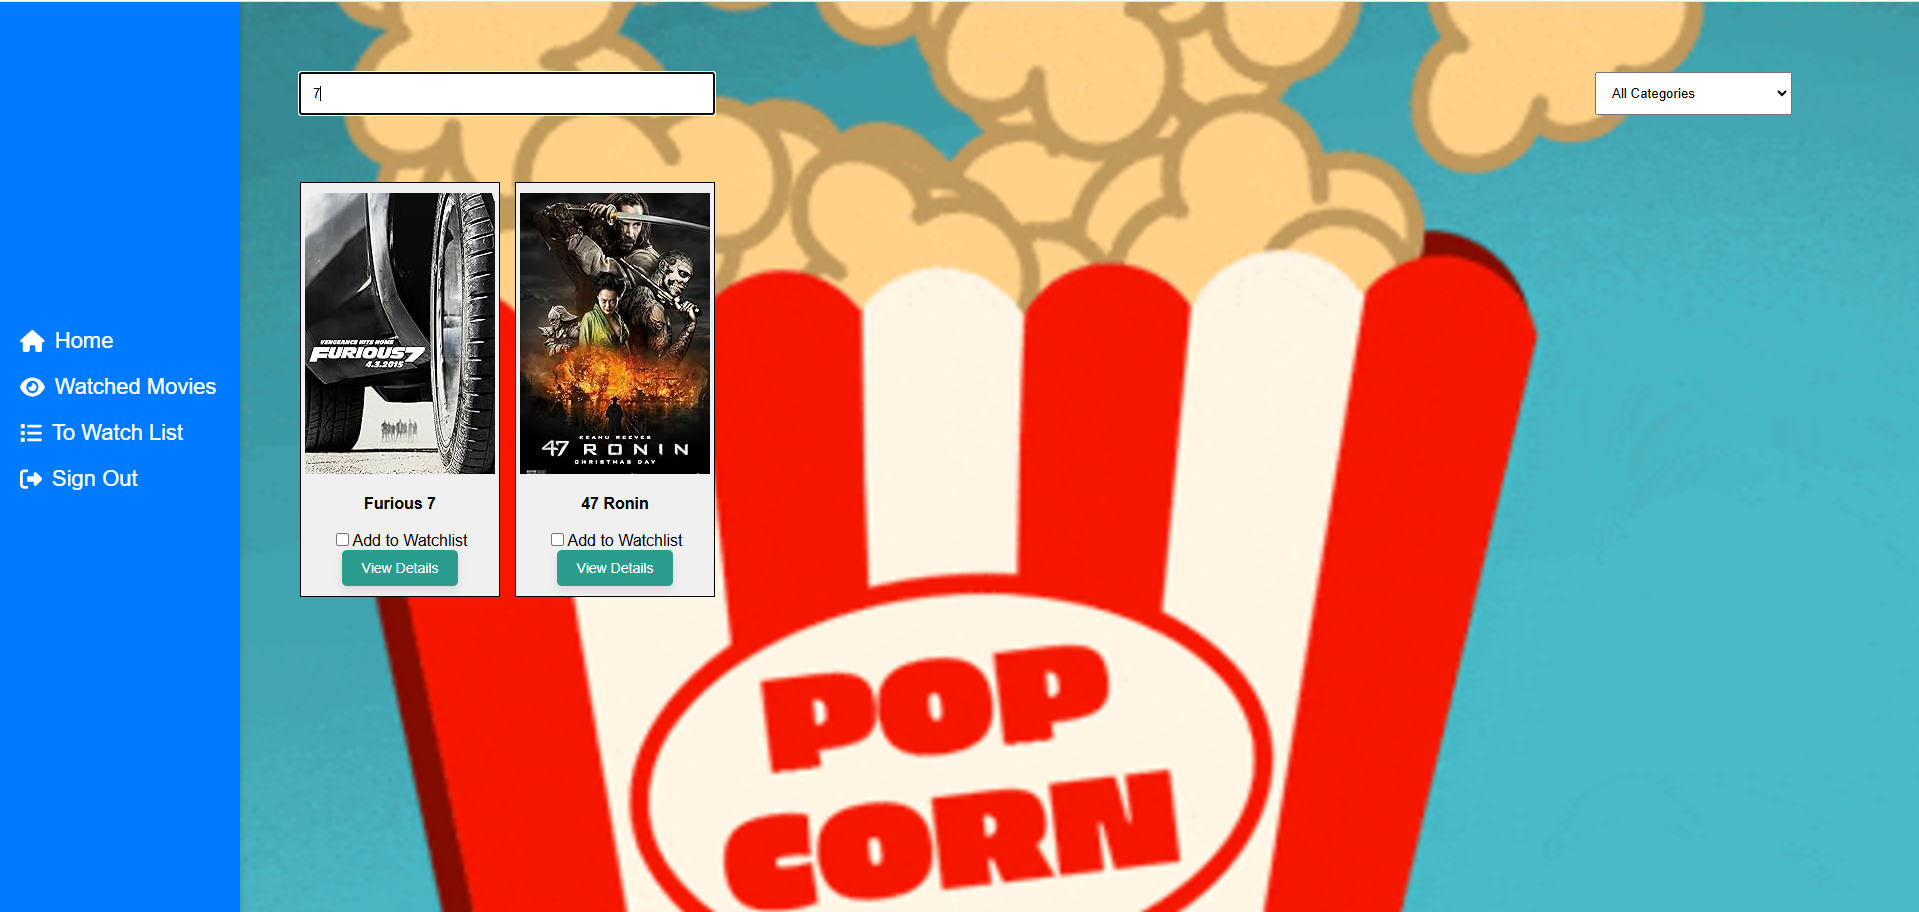 7
All Categories
Home
Watched Movies
To Watch List
Sign Out
VENGEANCE HITS HOME
FURIOUS 7
4.3.2015
KEANU REEVES
47 RONIN
CHRISTMAS DAY
Furious 7
Add to Watchlist
View Details
47 Ronin
Add to Watchlist
View Details
POP
CORN